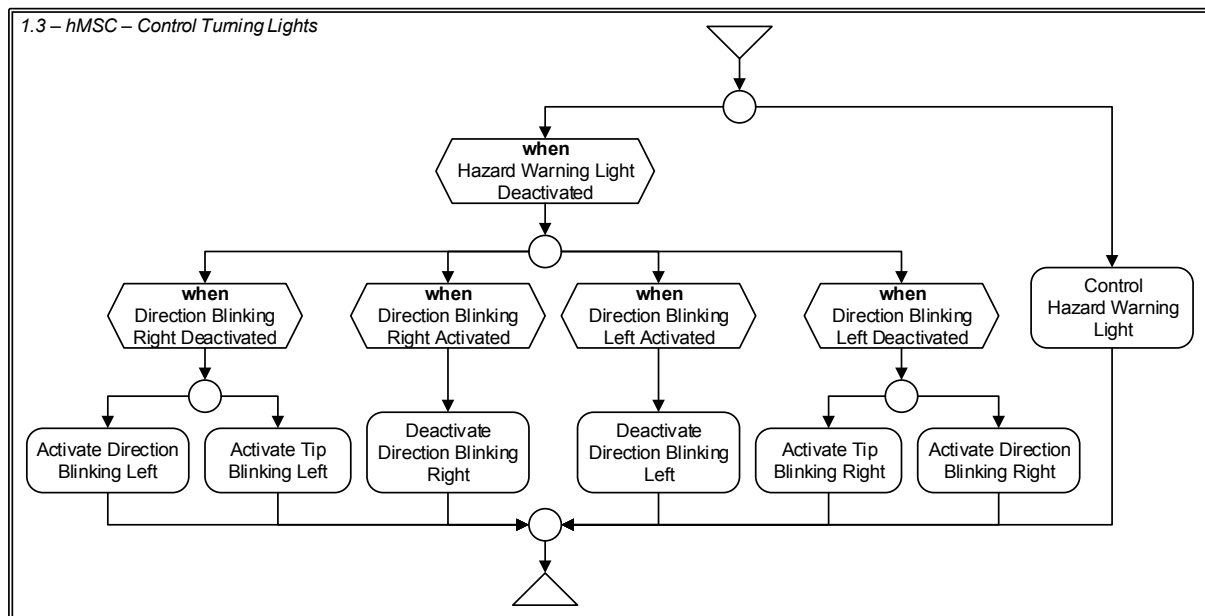 1.3 – hMSC – Control Turning Lights
when
Hazard Warning Light
Deactivated
when
Direction Blinking
Right Deactivated
when
Direction Blinking
Right Activated
when
Direction Blinking
Left Activated
when
Direction Blinking
Left Deactivated
Control
Hazard Warning
Light
Activate Direction
Blinking Left
Activate Tip
Blinking Left
Deactivate
Direction Blinking
Right
Deactivate
Direction Blinking
Left
Activate Tip
Blinking Right
Activate Direction
Blinking Right